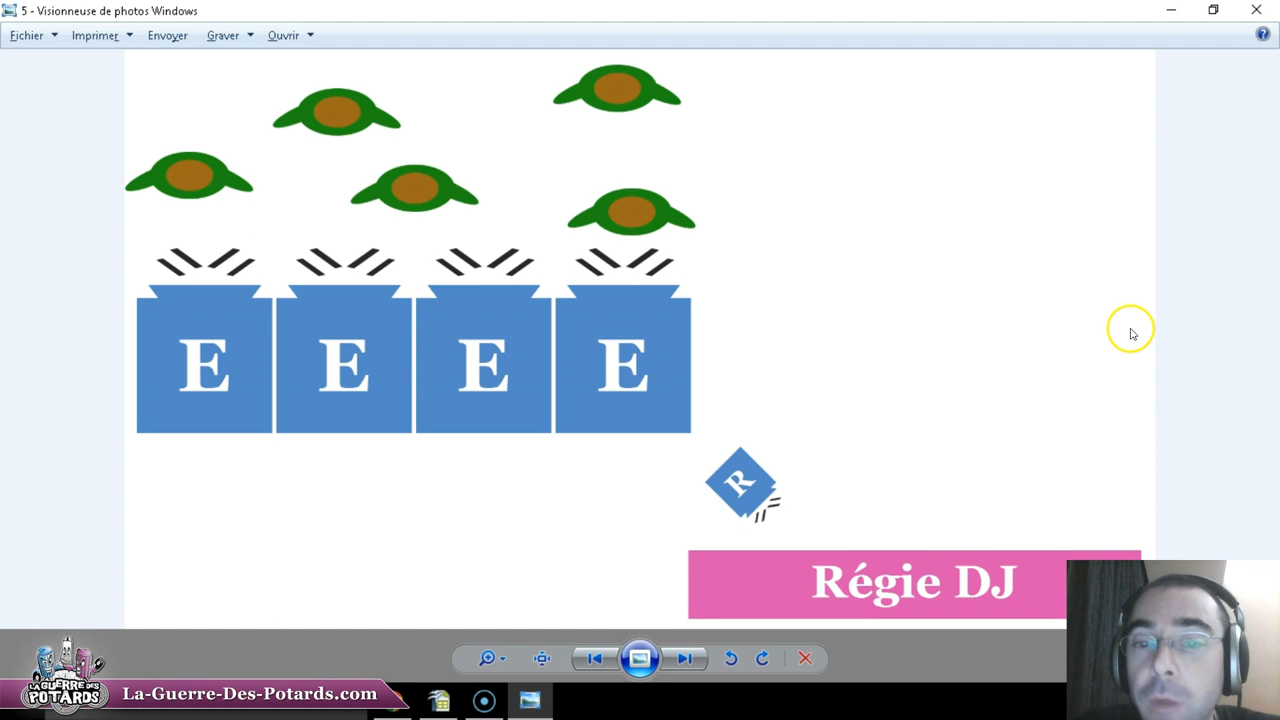 5 - Visionneuse de photos Windows
Fichier Imprimer Envoyer Graver Ouvrir
E E E E
R
Régie DJ
LA GUERRE DES
POTARDS
La-Guerre-Des-Potards.com